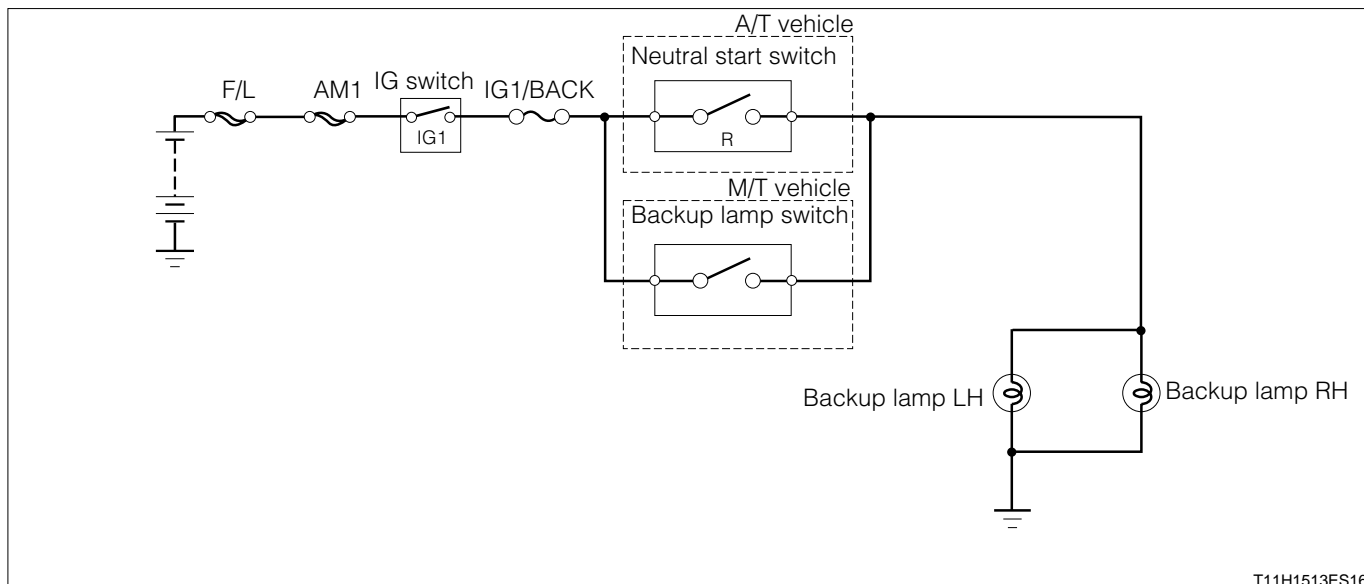 A/T vehicle
Neutral start switch
F/L
AM1
IG switch
IG1/BACK
IG1
R
M/T vehicle
Backup lamp switch
Backup lamp LH
Backup lamp RH
T11H1513ES16